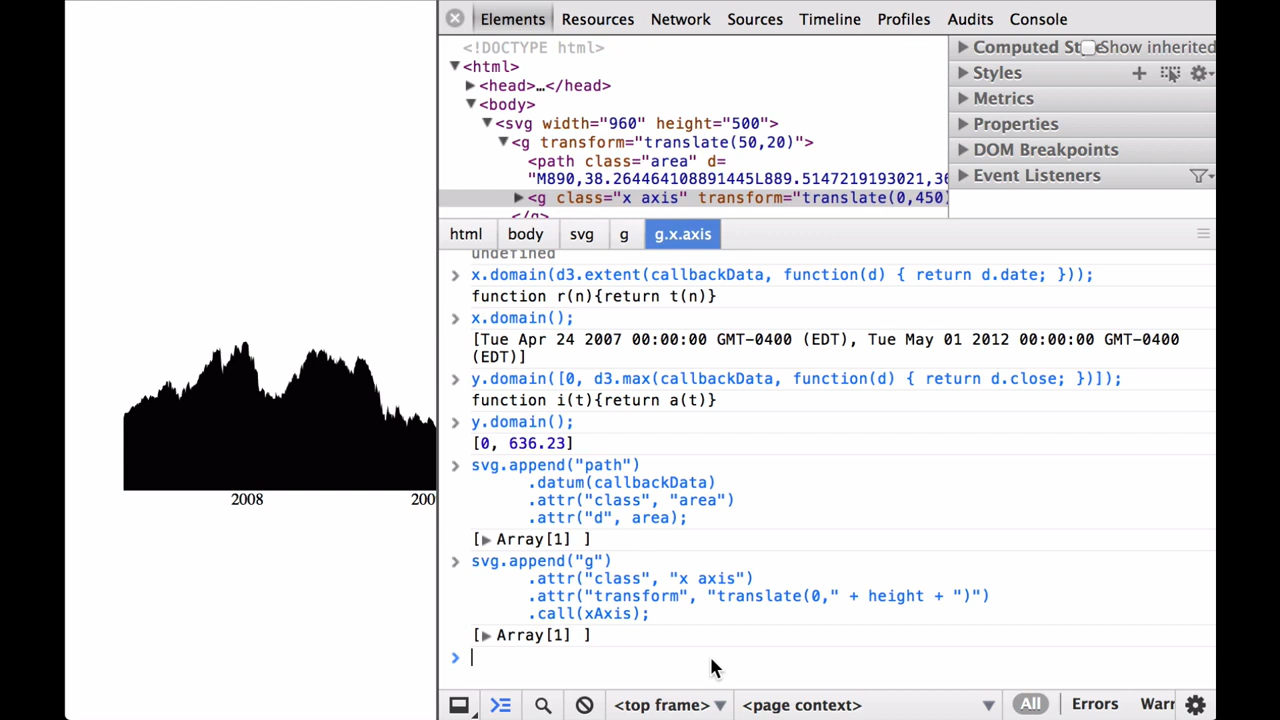 Elements Resources Network Sources Timeline Profiles Audits Console
<!DOCTYPE html>
<html>
<head>…</head>
<body>
<svg width="960" height="500">
<g transform="translate(50,20)">
<path class="area" d=
"M890,38.264464108891445L889.5147219193021,36
<g class="x axis" transform="translate(0,450)
</g>
Computed Style Show inherited
Styles
Metrics
Properties
DOM Breakpoints
Event Listeners
html body svg g g.x.axis
undefined
x.domain(d3.extent(callbackData, function(d) { return d.date; }));
function r(n){return t(n)}
x.domain();
[Tue Apr 24 2007 00:00:00 GMT-0400 (EDT), Tue May 01 2012 00:00:00 GMT-0400
(EDT)]
y.domain([0, d3.max(callbackData, function(d) { return d.close; })]);
function i(t){return a(t)}
y.domain();
[0, 636.23]
svg.append("path")
.datum(callbackData)
.attr("class", "area")
.attr("d", area);
[▶ Array[1] ]
svg.append("g")
.attr("class", "x axis")
.attr("transform", "translate(0," + height + ")")
.call(xAxis);
[▶ Array[1] ]
2008 200
<top frame> <page context> All Errors Warr